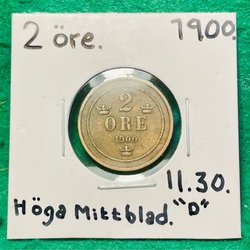 2 öre. 1900.
2
ÖRE
1900
11.30.
Höga Mittblad. "D"